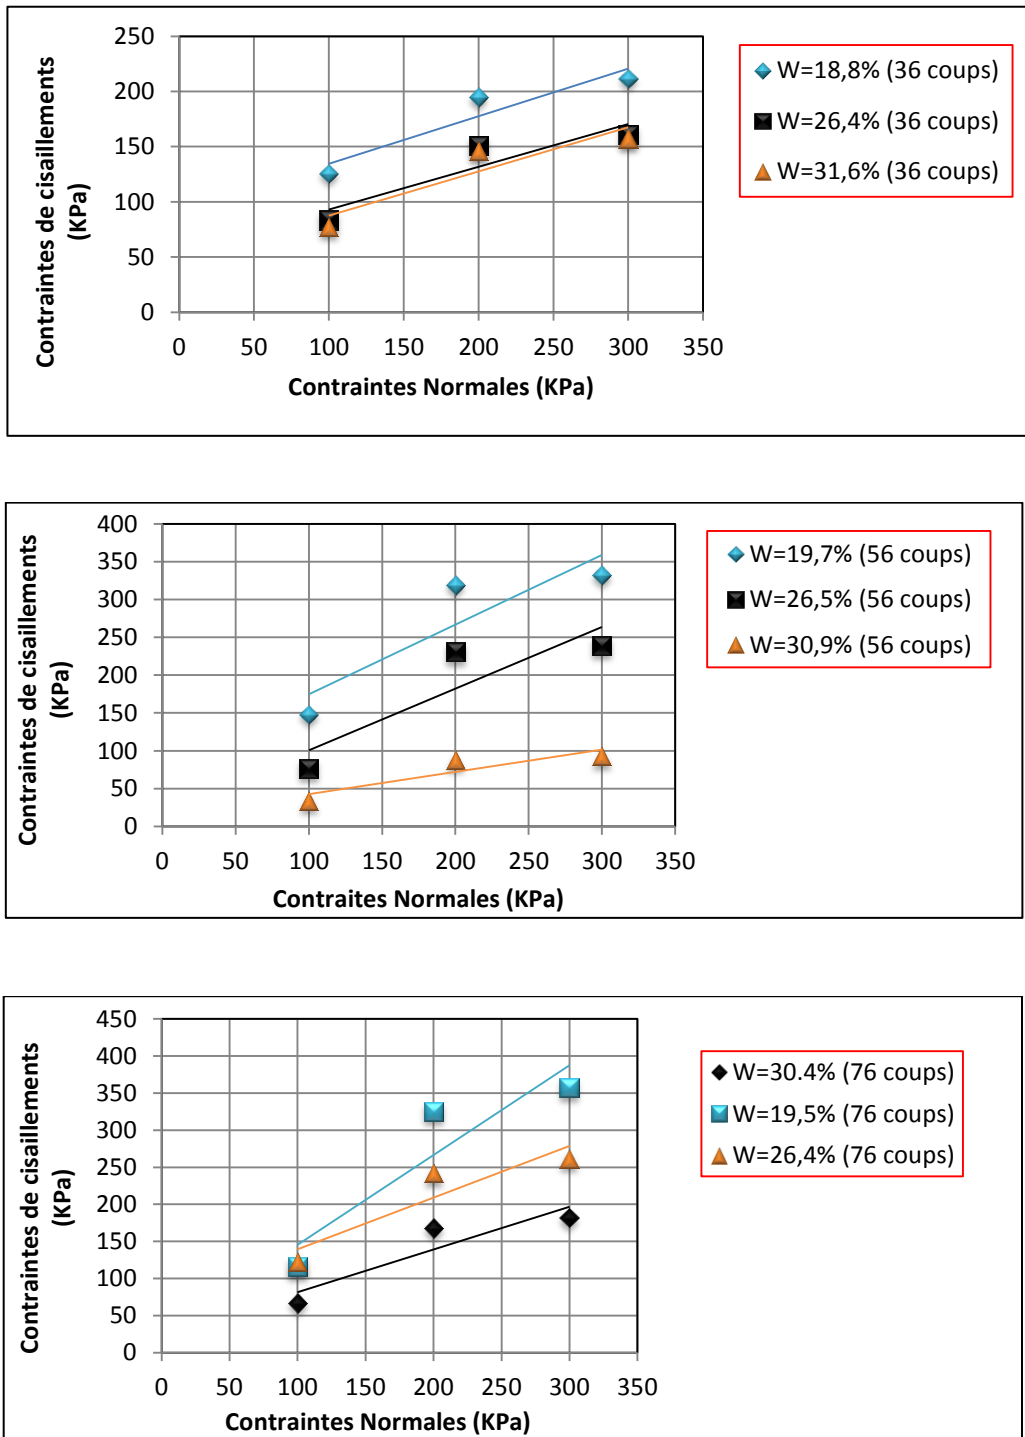 250
200
150
100
50
0
0 50 100 150 200 250 300 350
Contraintes de cisaillements
(KPa)
Contraintes Normales (KPa)
W=18,8% (36 coups)
W=26,4% (36 coups)
W=31,6% (36 coups)
400
350
300
250
200
150
100
50
0
0 50 100 150 200 250 300 350
Contraintes de cisaillements
(KPa)
Contraites Normales (KPa)
W=19,7% (56 coups)
W=26,5% (56 coups)
W=30,9% (56 coups)
450
400
350
300
250
200
150
100
50
0
0 50 100 150 200 250 300 350
Contraintes de cisaillements
(KPa)
Contraintes Normales (KPa)
W=30.4% (76 coups)
W=19,5% (76 coups)
W=26,4% (76 coups)